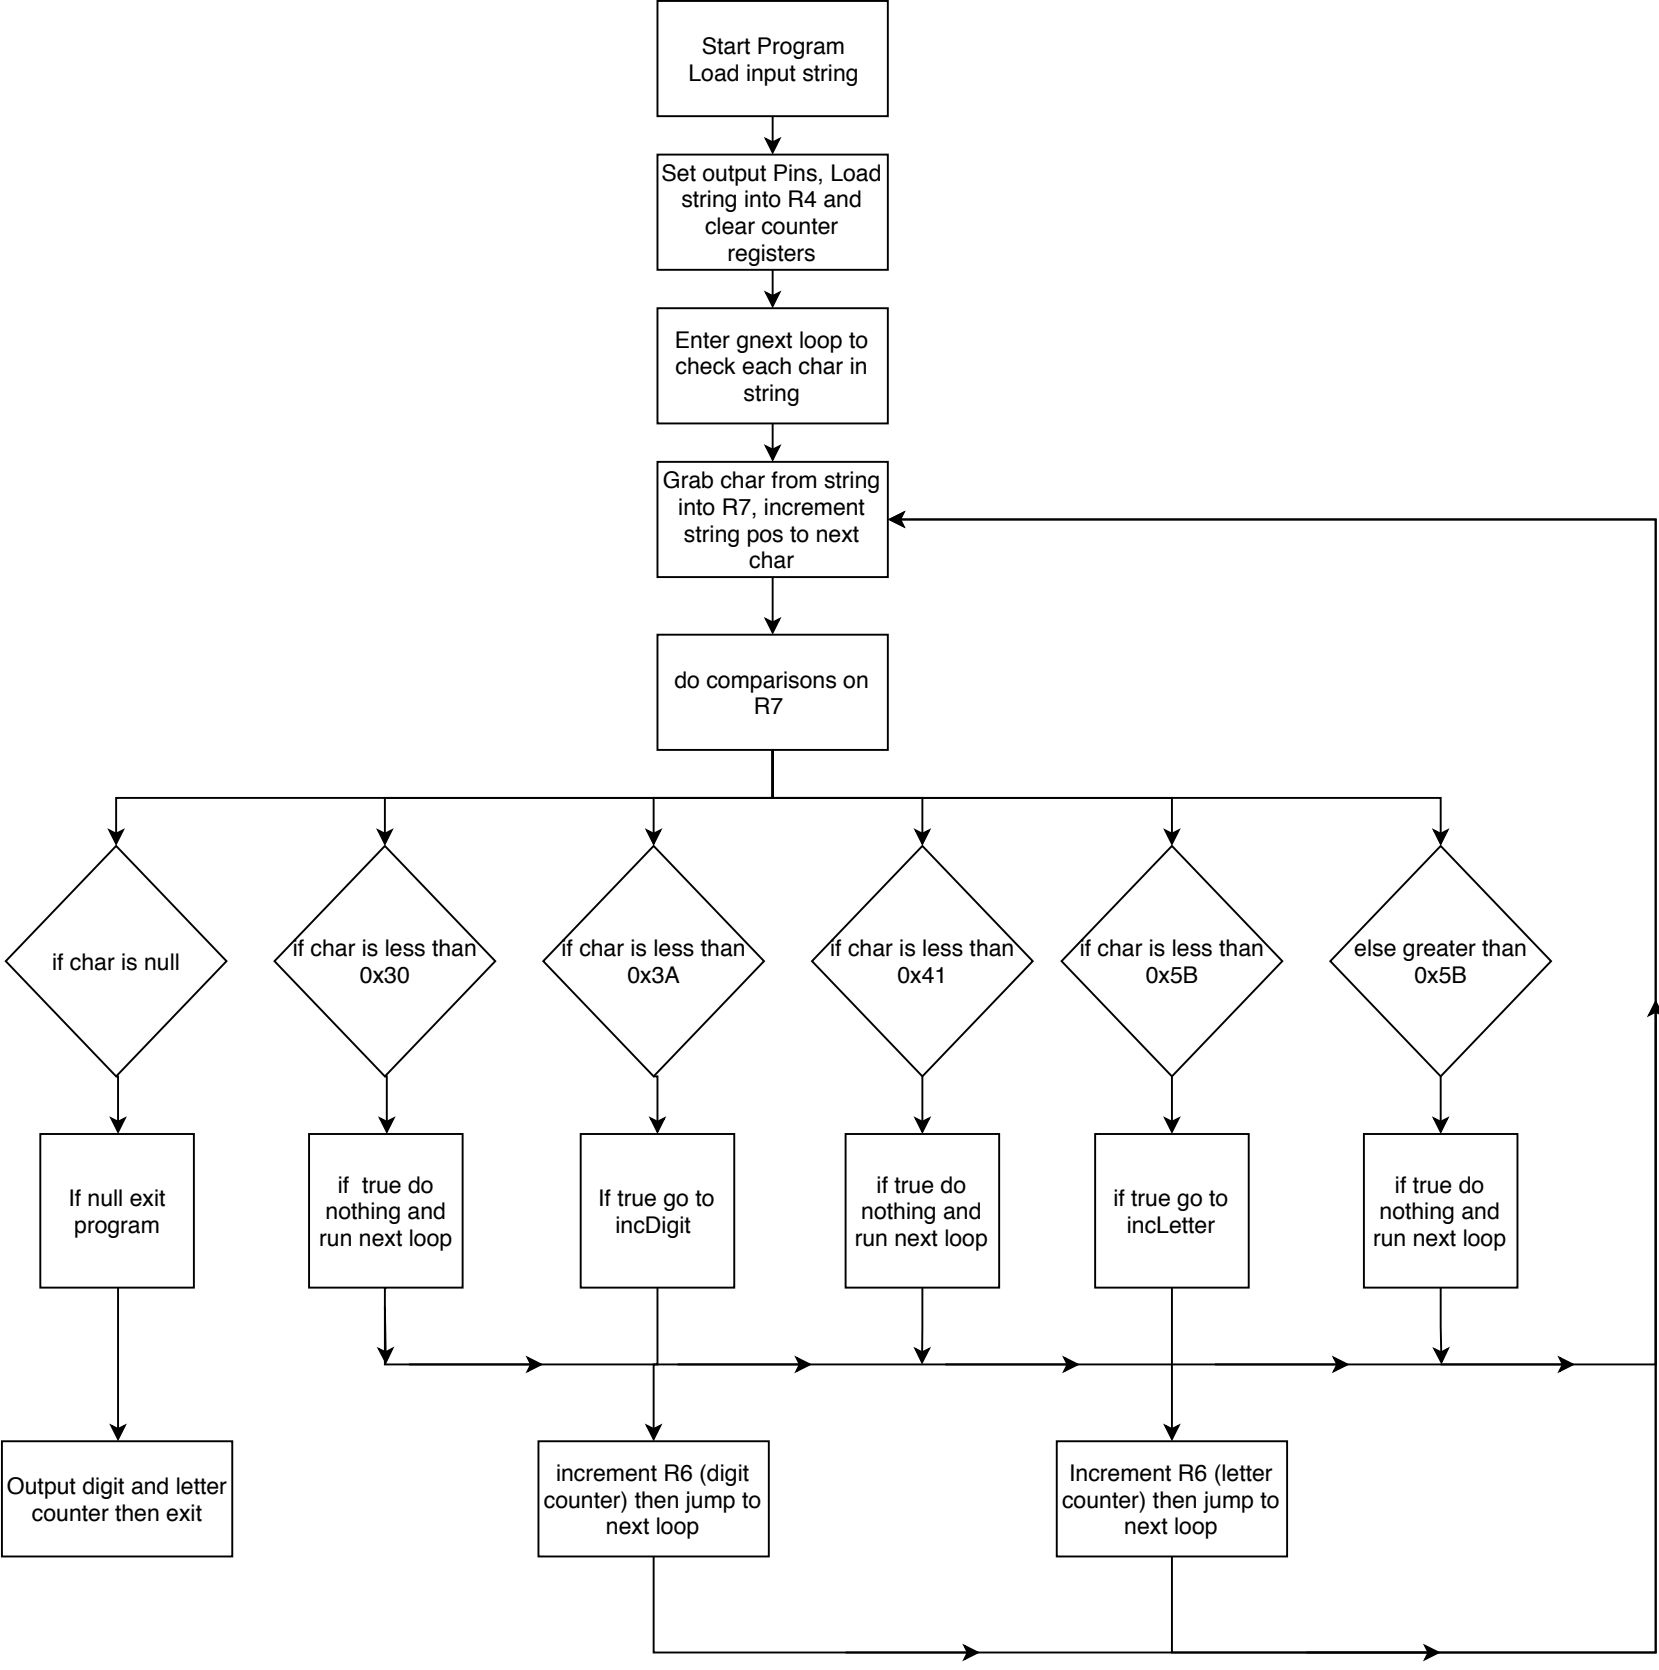 Start Program
Load input string
Set output Pins, Load
string into R4 and
clear counter
registers
Enter gnext loop to
check each char in
string
Grab char from string
into R7, increment
string pos to next
char
do comparisons on
R7
if char is null
if char is less than
0x30
if char is less than
0x3A
if char is less than
0x41
if char is less than
0x5B
else greater than
0x5B
If null exit
program
if  true do
nothing and
run next loop
If true go to
incDigit
if true do
nothing and
run next loop
if true go to
incLetter
if true do
nothing and
run next loop
Output digit and letter
counter then exit
increment R6 (digit
counter) then jump to
next loop
Increment R6 (letter
counter) then jump to
next loop